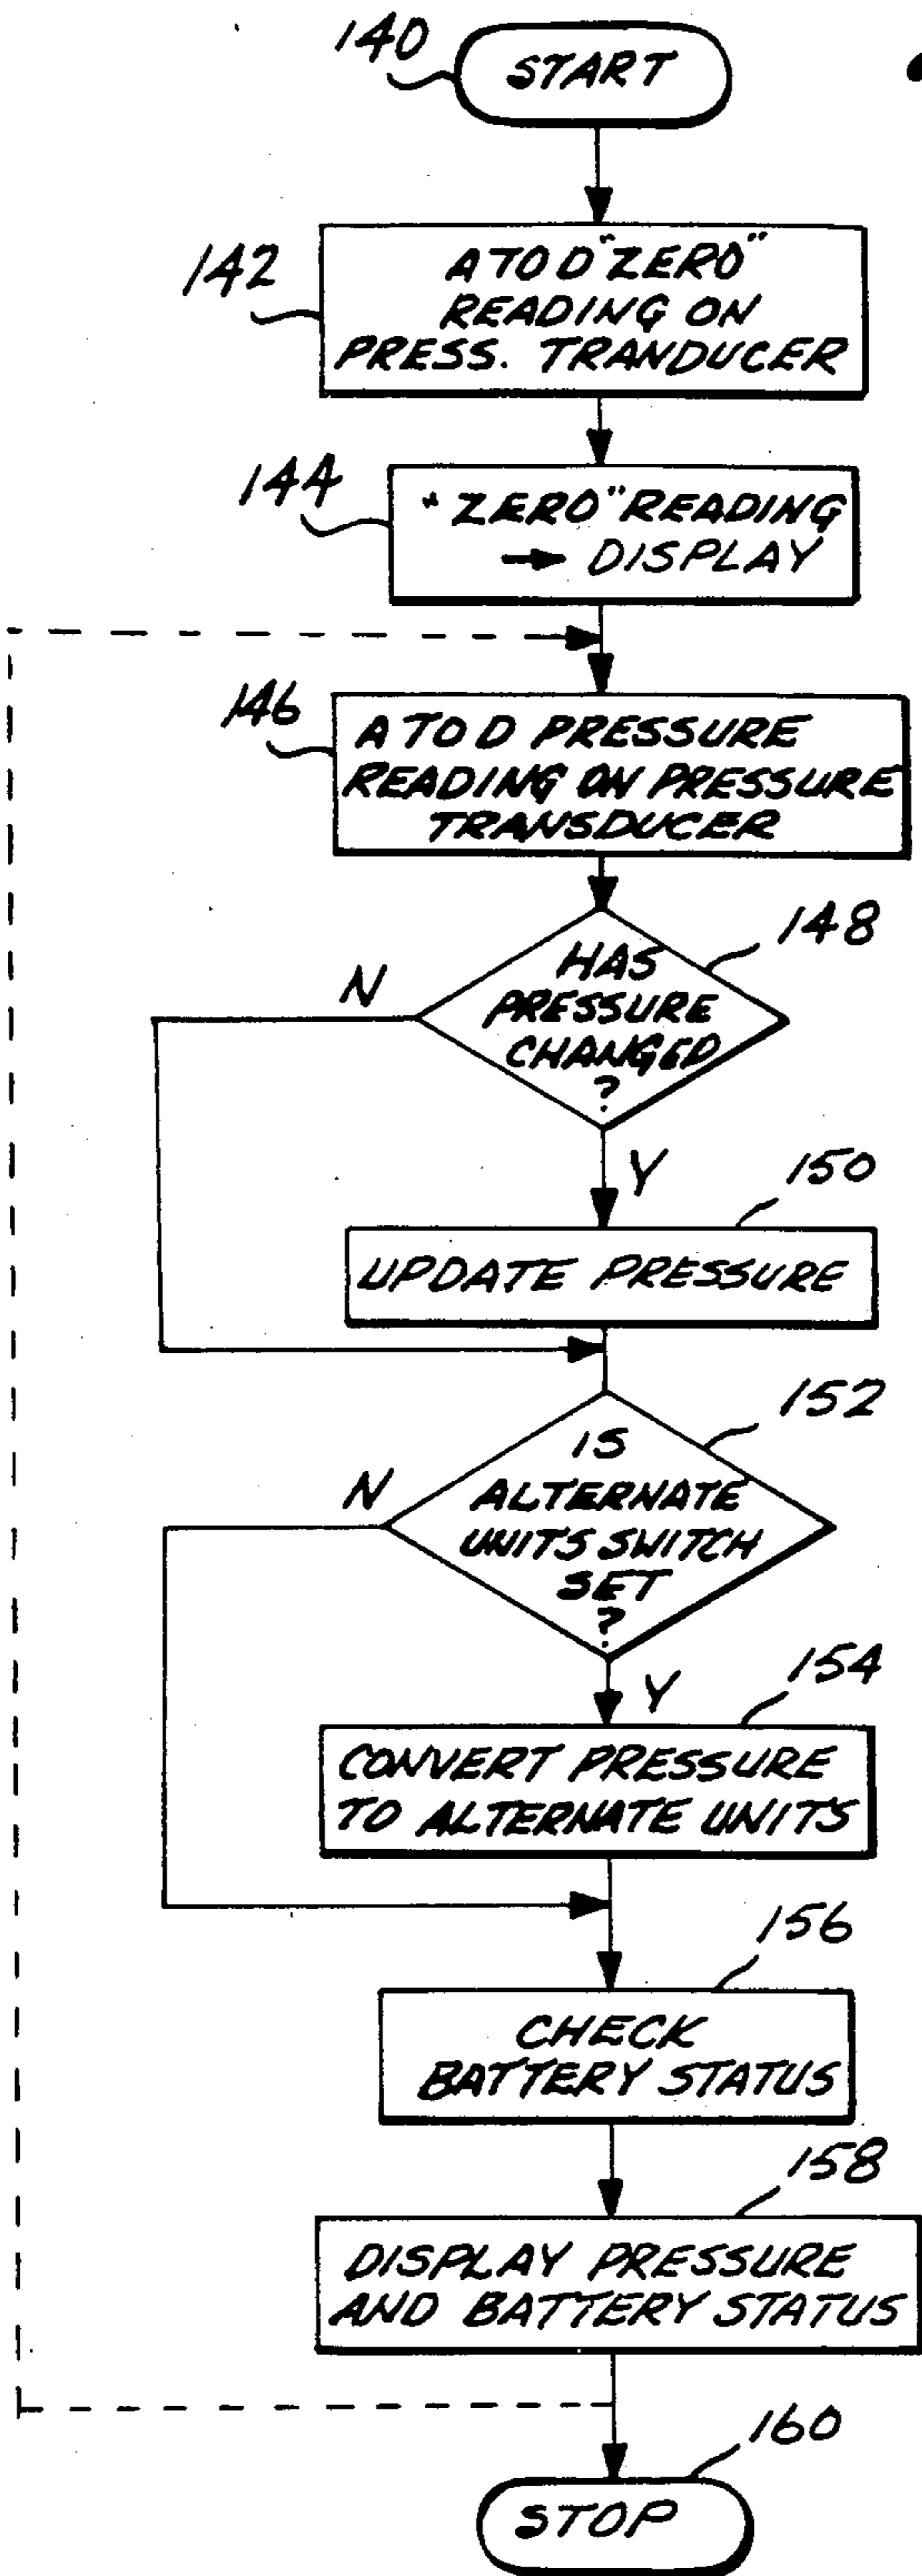 140
START
142
A TO D "ZERO"
READING ON
PRESS. TRANDUCER
144
"ZERO" READING
→ DISPLAY
146
A TO D PRESSURE
READING ON PRESSURE
TRANSDUCER
148
HAS
PRESSURE
CHANGED
?
N
Y
150
UPDATE PRESSURE
152
IS
ALTERNATE
UNITS SWITCH
SET
?
N
Y
154
CONVERT PRESSURE
TO ALTERNATE UNITS
156
CHECK
BATTERY STATUS
158
DISPLAY PRESSURE
AND BATTERY STATUS
160
STOP